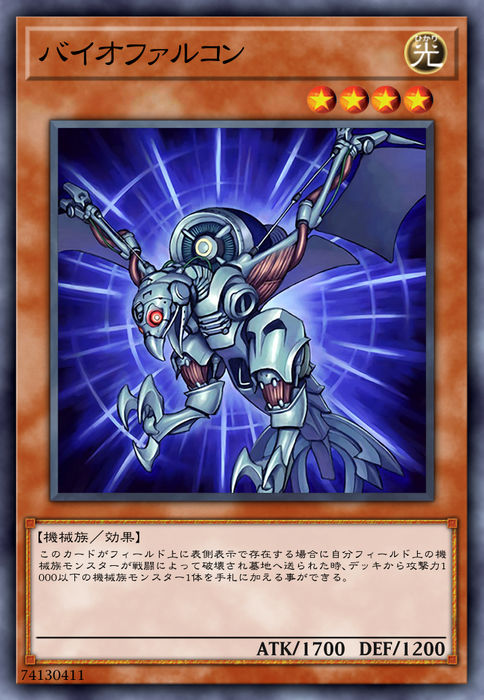 バイオファルコン
光
ひかり
【機械族／効果】
このカードがフィールド上に表側表示で存在する場合に自分フィールド上の機
械族モンスターが戦闘によって破壊され墓地へ送られた時、デッキから攻撃力1
000以下の機械族モンスター1体を手札に加える事ができる。
ATK/1700 DEF/1200
74130411